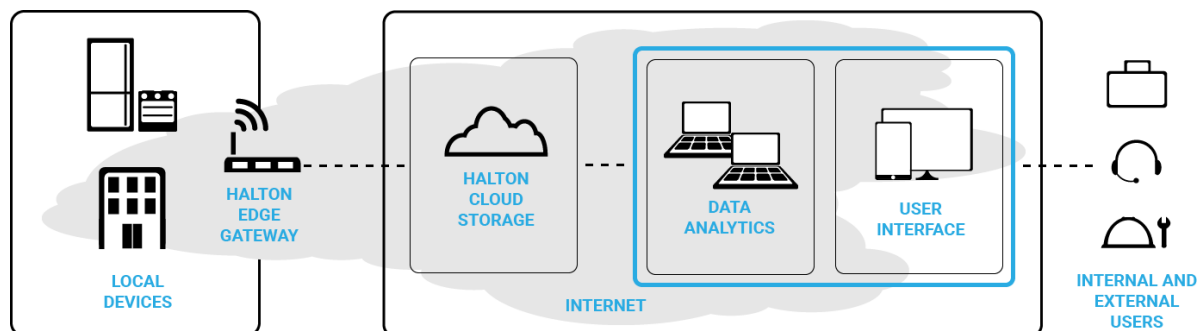 LOCAL
DEVICES
HALTON
EDGE
GATEWAY
HALTON
CLOUD
STORAGE
DATA
ANALYTICS
USER
INTERFACE
INTERNET
INTERNAL AND
EXTERNAL
USERS